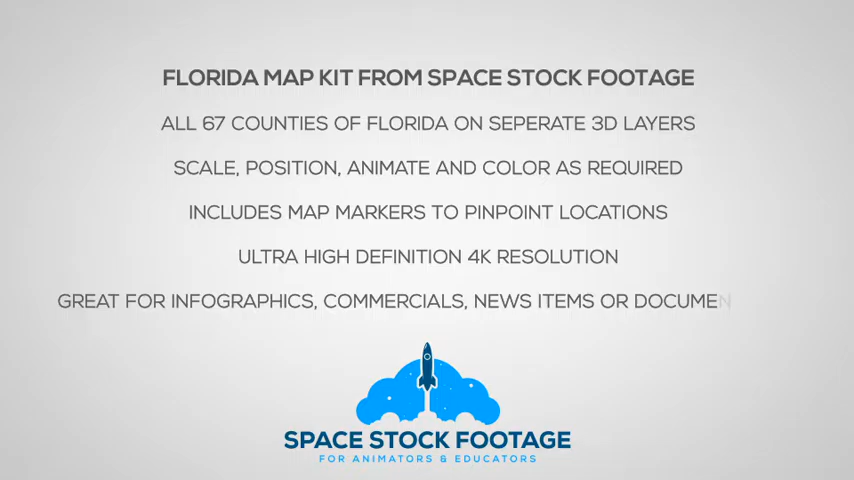 FLORIDA MAP KIT FROM SPACE STOCK FOOTAGE
ALL 67 COUNTIES OF FLORIDA ON SEPERATE 3D LAYERS
SCALE, POSITION, ANIMATE AND COLOR AS REQUIRED
INCLUDES MAP MARKERS TO PINPOINT LOCATIONS
ULTRA HIGH DEFINITION 4K RESOLUTION
GREAT FOR INFOGRAPHICS, COMMERCIALS, NEWS ITEMS OR DOCUMEN
SPACE STOCK FOOTAGE
FOR ANIMATORS & EDUCATORS